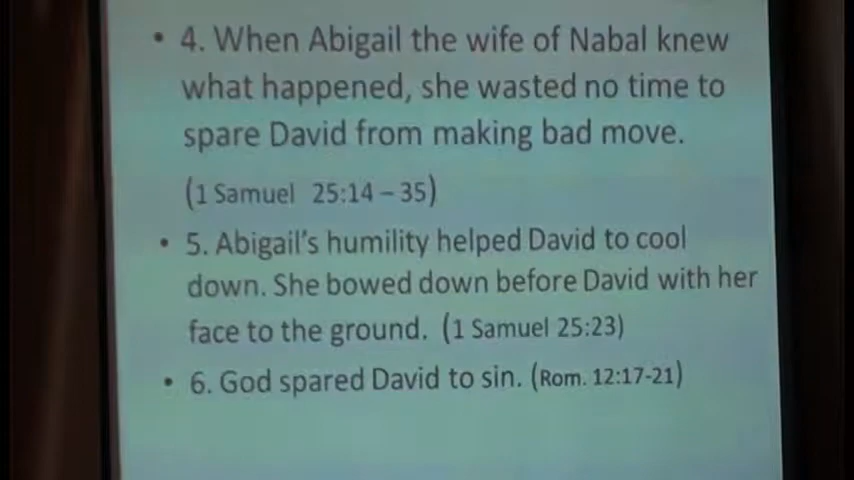 • 4. When Abigail the wife of Nabal knew
what happened, she wasted no time to
spare David from making bad move.
(1 Samuel 25:14 – 35)
• 5. Abigail's humility helped David to cool
down. She bowed down before David with her
face to the ground. (1 Samuel 25:23)
• 6. God spared David to sin. (Rom. 12:17-21)